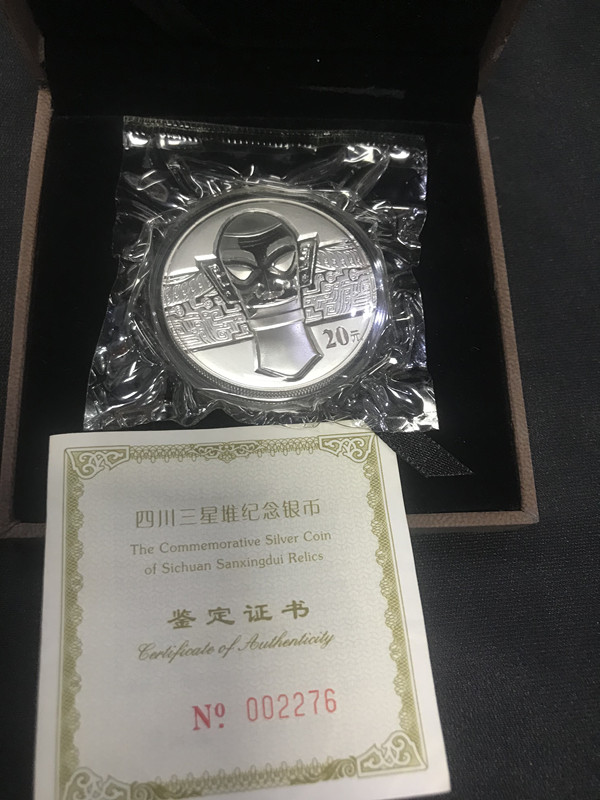 20元
四川三星堆纪念银币
The Commemorative Silver Coin
of Sichuan Sanxingdui Relics
鉴定证书
Certificate of Authenticity
Nº 002276